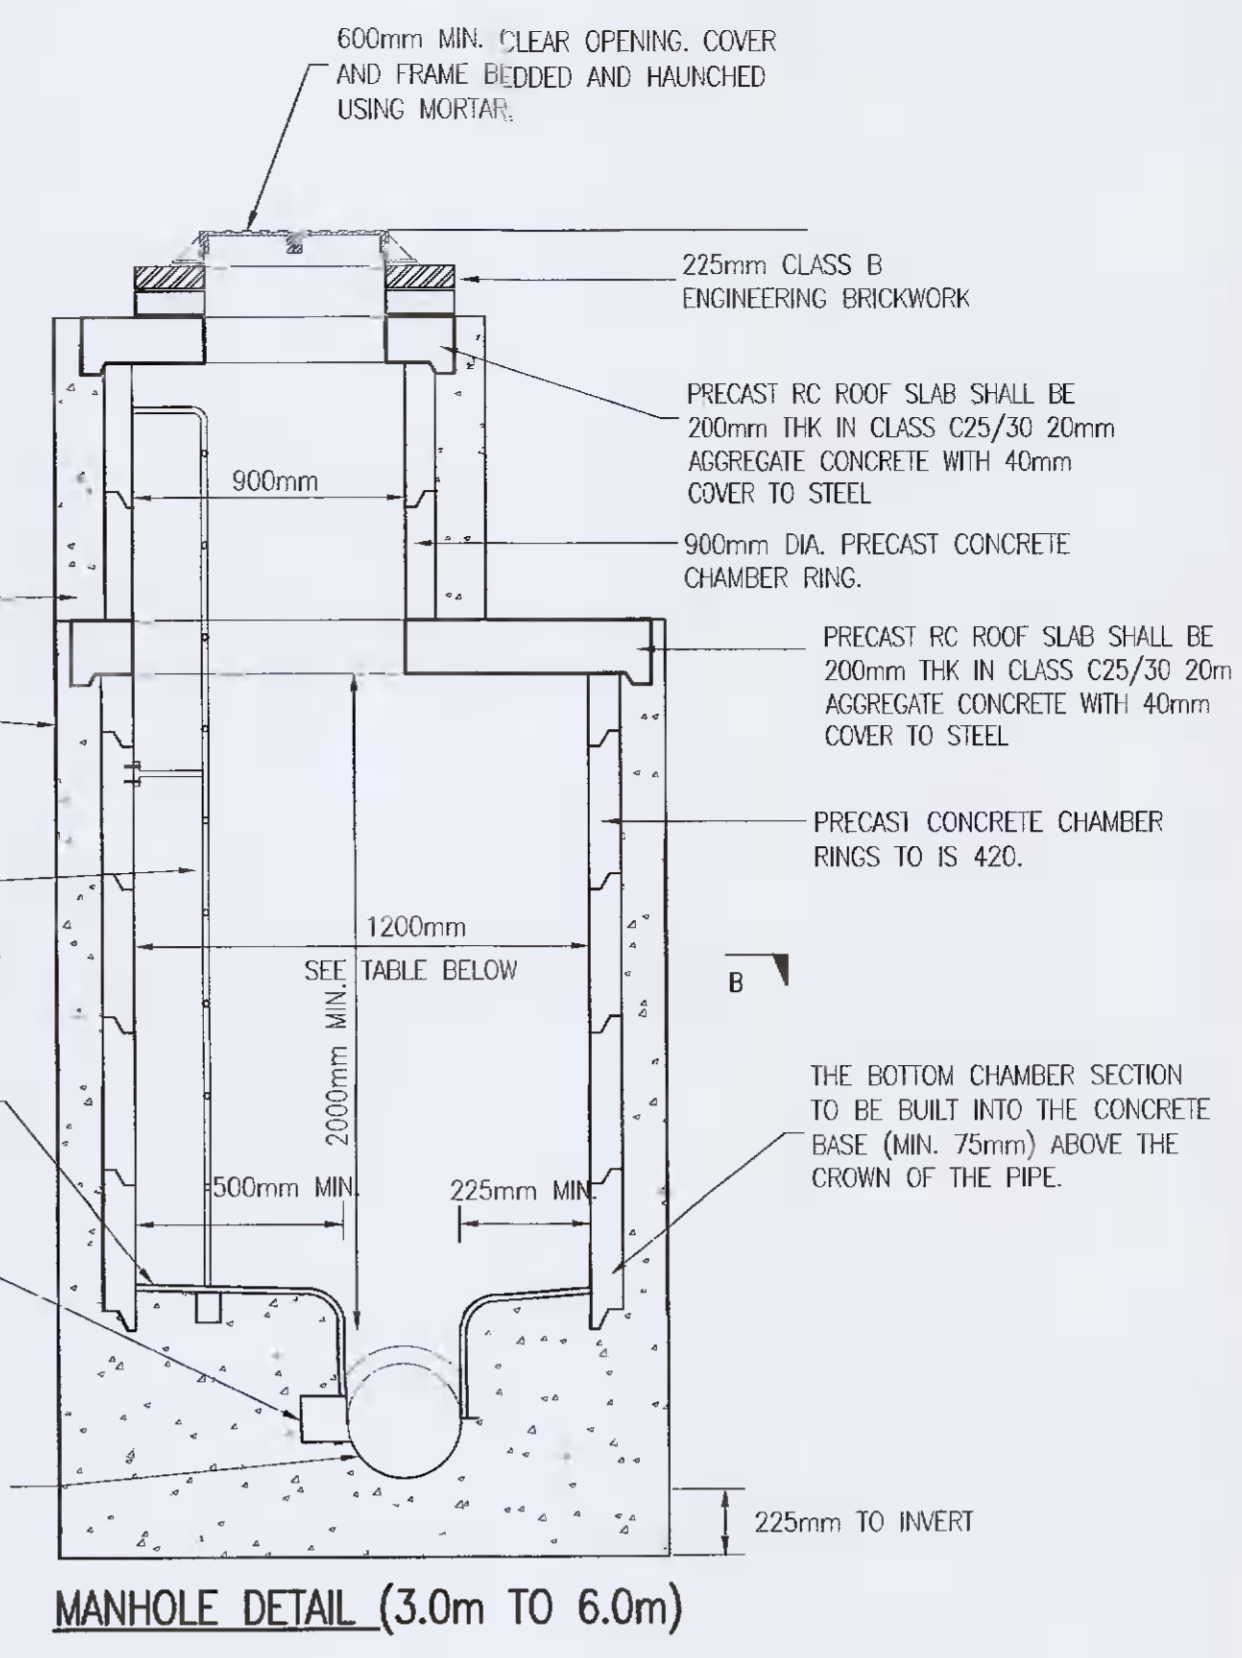 600mm MIN. CLEAR OPENING. COVER
AND FRAME BEDDED AND HAUNCHED
USING MORTAR.
225mm CLASS B
ENGINEERING BRICKWORK
PRECAST RC ROOF SLAB SHALL BE
200mm THK IN CLASS C25/30 20mm
AGGREGATE CONCRETE WITH 40mm
COVER TO STEEL
900mm
900mm DIA. PRECAST CONCRETE
CHAMBER RING.
PRECAST RC ROOF SLAB SHALL BE
200mm THK IN CLASS C25/30 20m
AGGREGATE CONCRETE WITH 40mm
COVER TO STEEL
PRECAST CONCRETE CHAMBER
RINGS TO IS 420.
1200mm
SEE TABLE BELOW
B
2000mm MIN.
THE BOTTOM CHAMBER SECTION
TO BE BUILT INTO THE CONCRETE
BASE (MIN. 75mm) ABOVE THE
CROWN OF THE PIPE.
500mm MIN.
225mm MIN.
225mm TO INVERT
MANHOLE DETAIL (3.0m TO 6.0m)